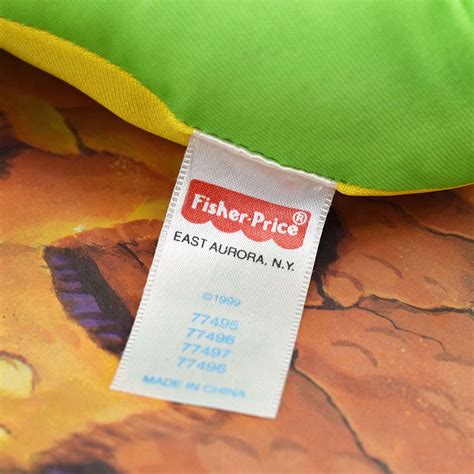 Fisher-Price®
EAST AURORA, N.Y.
©1999
77495
77496
77497
77498
MADE IN CHINA